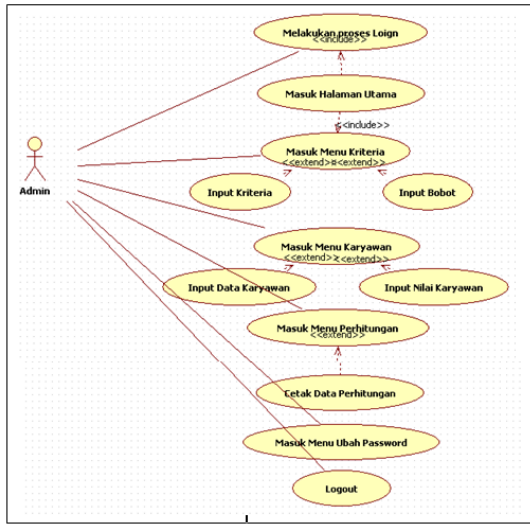 Melakukan proses Loign
<<include>>
Masuk Halaman Utama
<<include>>
Masuk Menu Kriteria
<<extend>> <<extend>>
Input Kriteria
Input Bobot
Admin
Masuk Menu Karyawan
<<extend>> <<extend>>
Input Data Karyawan
Input Nilai Karyawan
Masuk Menu Perhitungan
<<extend>>
Cetak Data Perhitungan
Masuk Menu Ubah Password
Logout